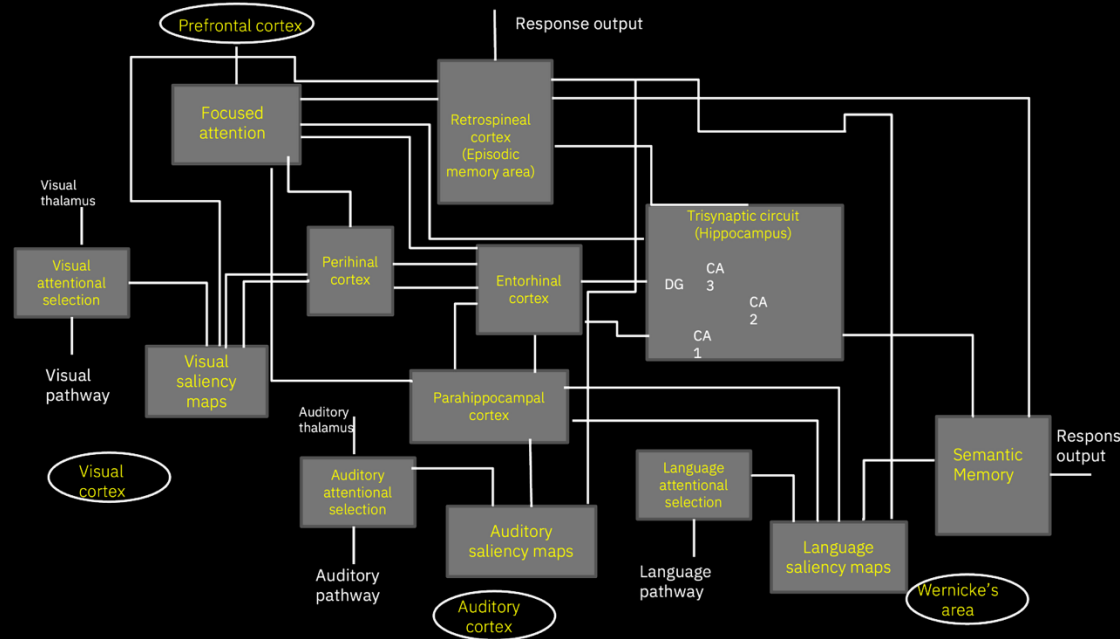 Prefrontal cortex
Response output
Focused
attention
Retrospineal
cortex
(Episodic
memory area)
Visual
thalamus
Trisynaptic circuit
(Hippocampus)
Visual
attentional
selection
Perihinal
cortex
Entorhinal
cortex
DG
CA
3
CA
2
CA
1
Visual
pathway
Visual
saliency
maps
Parahippocampal
cortex
Auditory
thalamus
Visual
cortex
Auditory
attentional
selection
Language
attentional
selection
Semantic
Memory
Respons
output
Auditory
saliency maps
Language
saliency maps
Auditory
pathway
Language
pathway
Auditory
cortex
Wernicke's
area